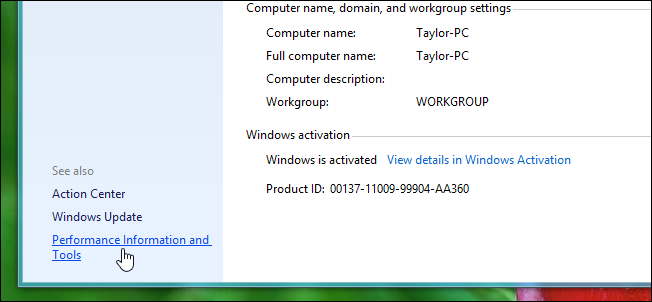 Computer name, domain, and workgroup settings
Computer name: Taylor-PC
Full computer name: Taylor-PC
Computer description:
Workgroup: WORKGROUP
Windows activation
Windows is activated View details in Windows Activation
Product ID: 00137-11009-99904-AA360
See also
Action Center
Windows Update
Performance Information and
Tools